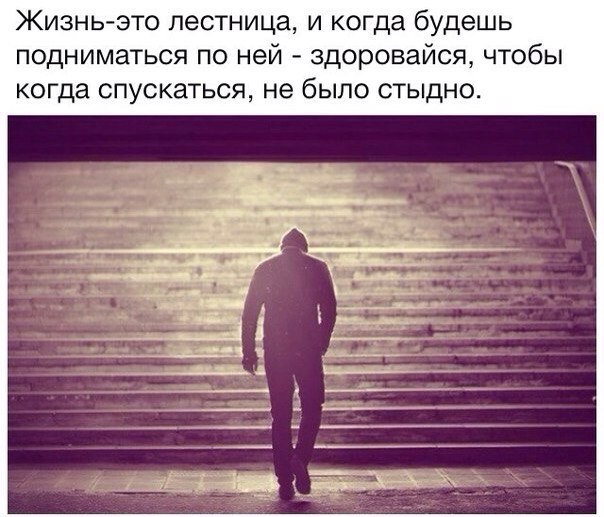 Жизнь-это лестница, и когда будешь
подниматься по ней - здоровайся, чтобы
когда спускаться, не было стыдно.